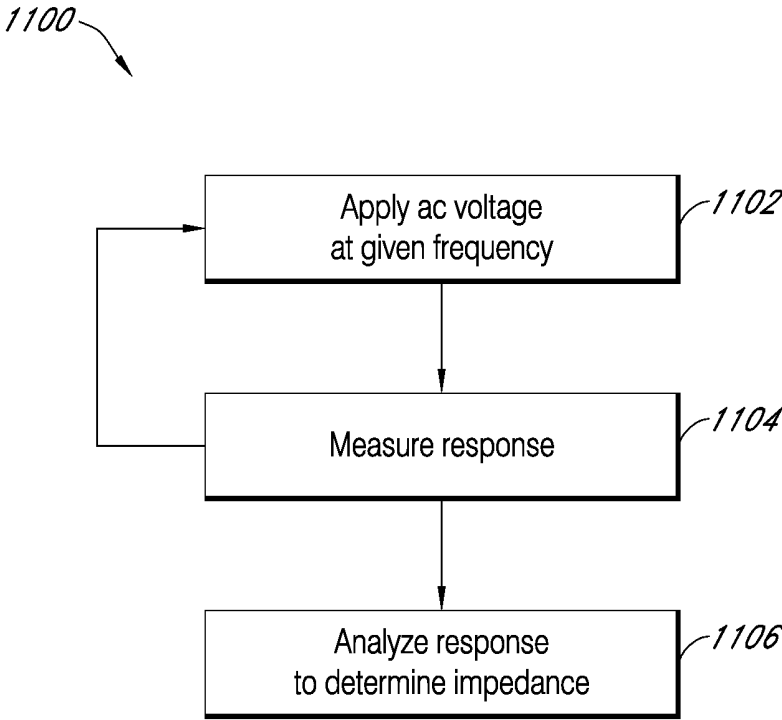 1100
Apply ac voltage
at given frequency
1102
Measure response
1104
Analyze response
to determine impedance
1106